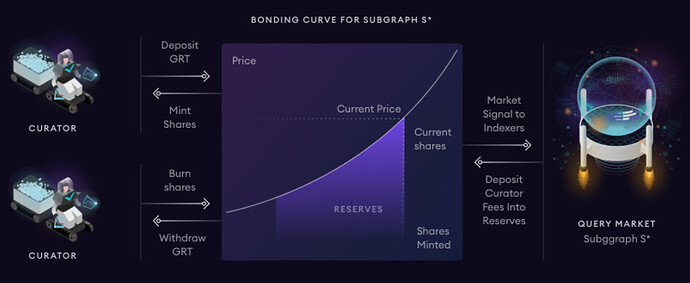 BONDING CURVE FOR SUBGRAPH S*
Deposit
GRT
Mint
Shares
CURATOR
Burn
shares
Withdraw
GRT
CURATOR
Price
Current Price
Current
shares
RESERVES
Shares
Minted
Market
Signal to
Indexers
Deposit
Curator
Fees Into
Reserves
QUERY MARKET
Subggraph S*